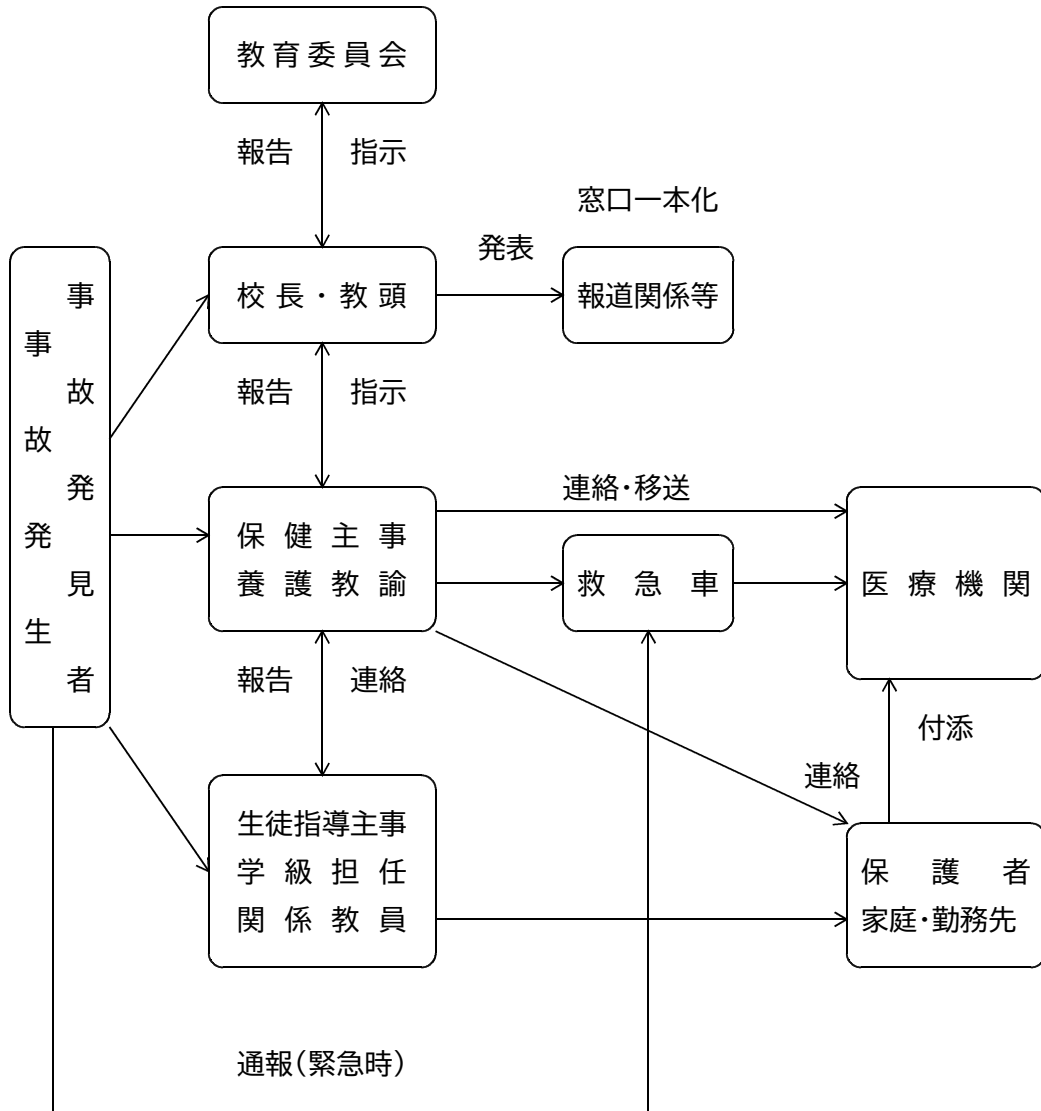 教育委員会
報告 指示
窓口一本化
発表
校長・教頭
報道関係等
事故発生
事故発見者
報告 指示
連絡・移送
保健主事
養護教諭
救急車
医療機関
報告 連絡
付添
連絡
生徒指導主事
学級担任
関係教員
保護者
家庭・勤務先
通報(緊急時)